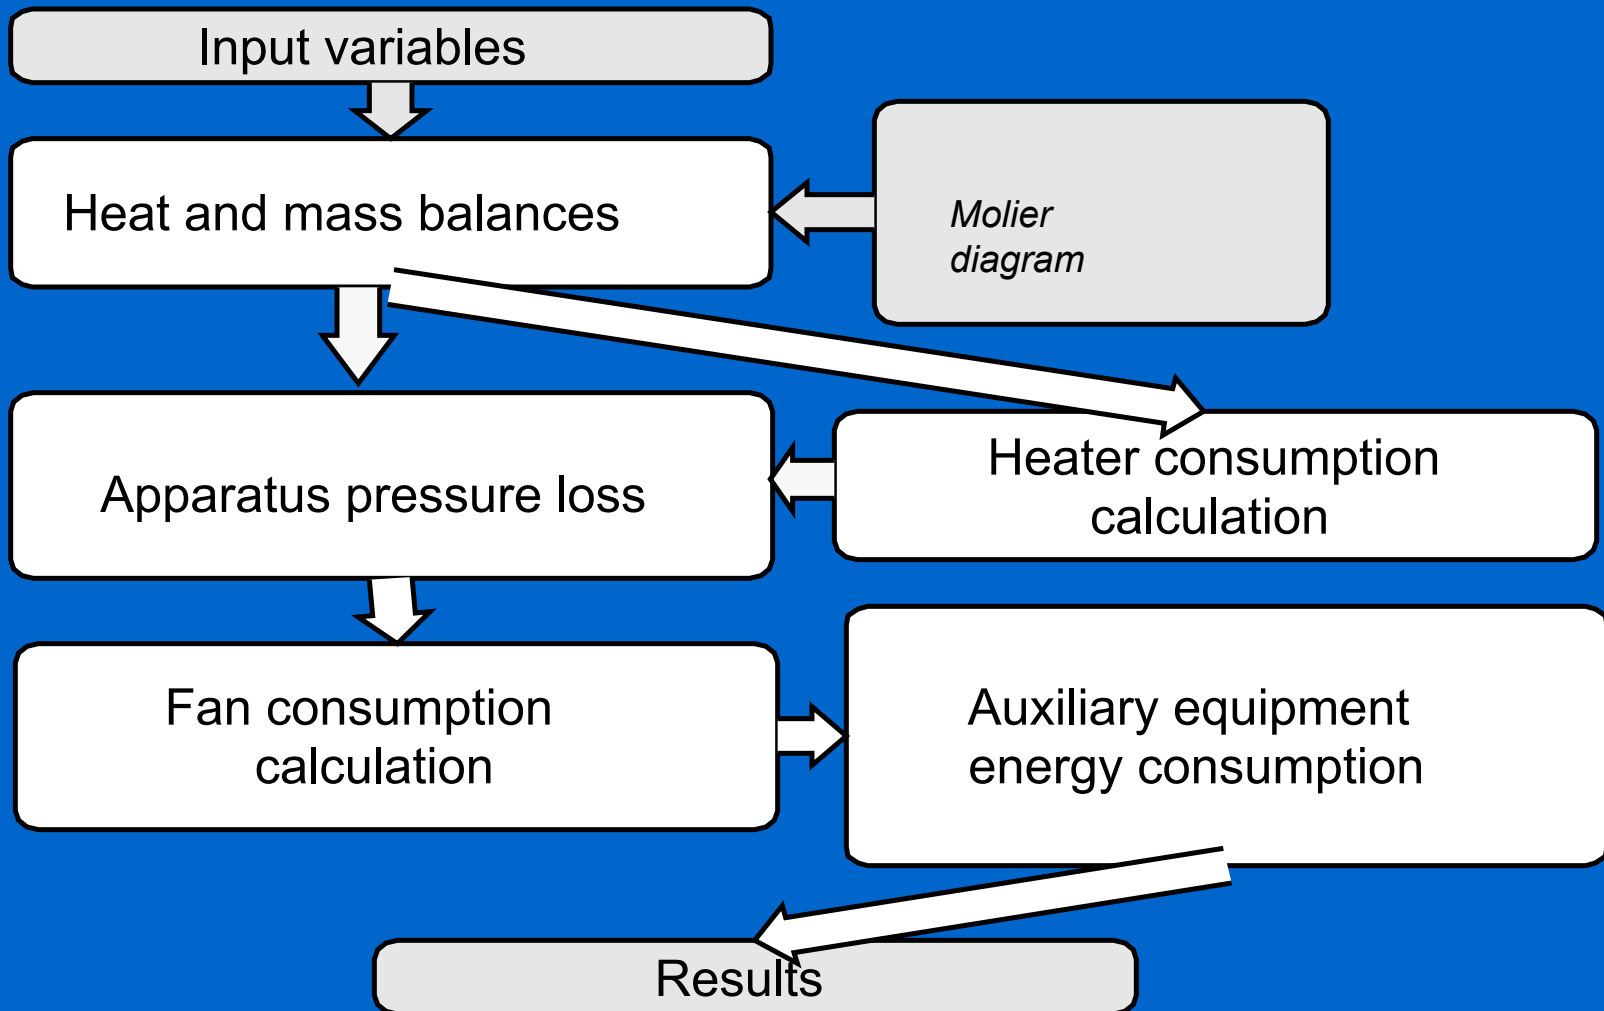 Input variables
Heat and mass balances
Molier
diagram
Apparatus pressure loss
Heater consumption
calculation
Fan consumption
calculation
Auxiliary equipment
energy consumption
Results